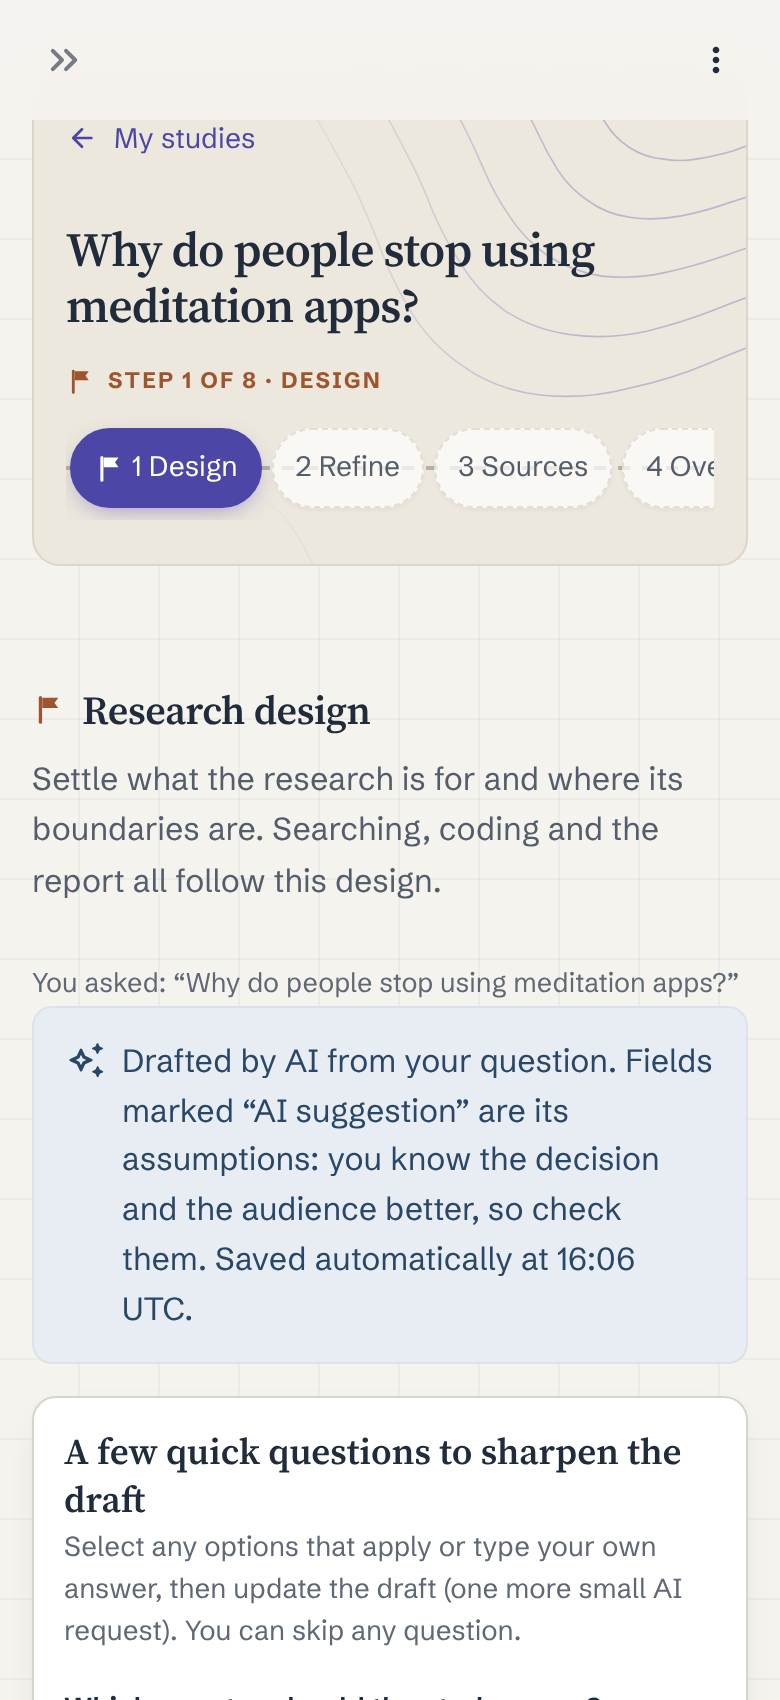 My studies
Why do people stop using
meditation apps?
STEP 1 OF 8 · DESIGN
1 Design
2 Refine
3 Sources
4 Ove
Research design
Settle what the research is for and where its
boundaries are. Searching, coding and the
report all follow this design.
You asked: “Why do people stop using meditation apps?”
Drafted by AI from your question. Fields
marked “AI suggestion” are its
assumptions: you know the decision
and the audience better, so check
them. Saved automatically at 16:06
UTC.
A few quick questions to sharpen the
draft
Select any options that apply or type your own
answer, then update the draft (one more small AI
request). You can skip any question.